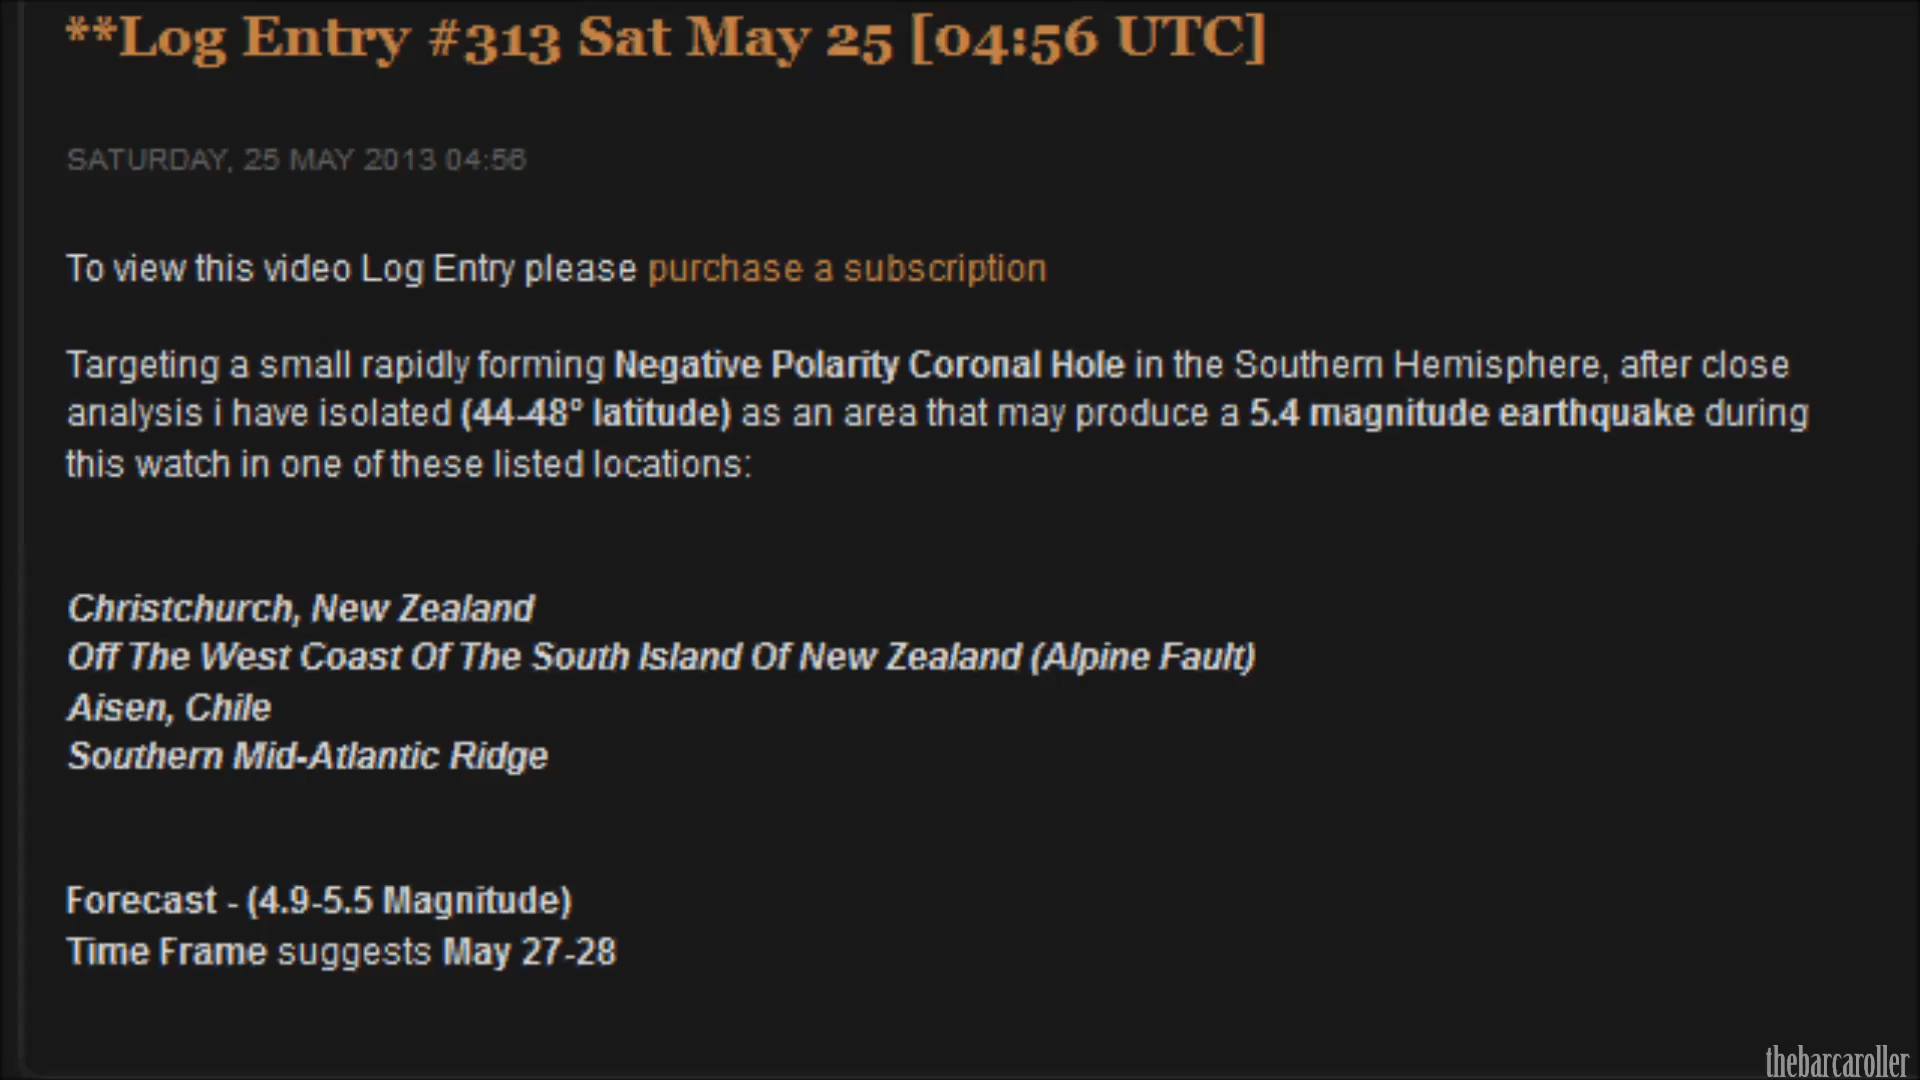 **Log Entry #313 Sat May 25 [04:56 UTC]
SATURDAY, 25 MAY 2013 04:56
To view this video Log Entry please purchase a subscription
Targeting a small rapidly forming Negative Polarity Coronal Hole in the Southern Hemisphere, after close
analysis i have isolated (44-48º latitude) as an area that may produce a 5.4 magnitude earthquake during
this watch in one of these listed locations:
Christchurch, New Zealand
Off The West Coast Of The South Island Of New Zealand (Alpine Fault)
Aisen, Chile
Southern Mid-Atlantic Ridge
Forecast - (4.9-5.5 Magnitude)
Time Frame suggests May 27-28
thebarcaroller